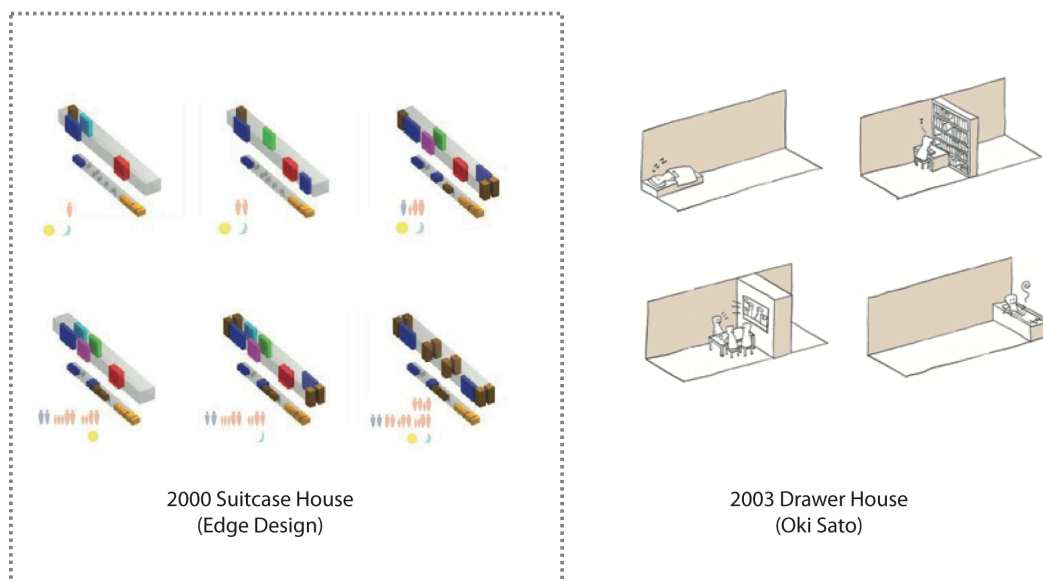 2000 Suitcase House
(Edge Design)
2003 Drawer House
(Oki Sato)